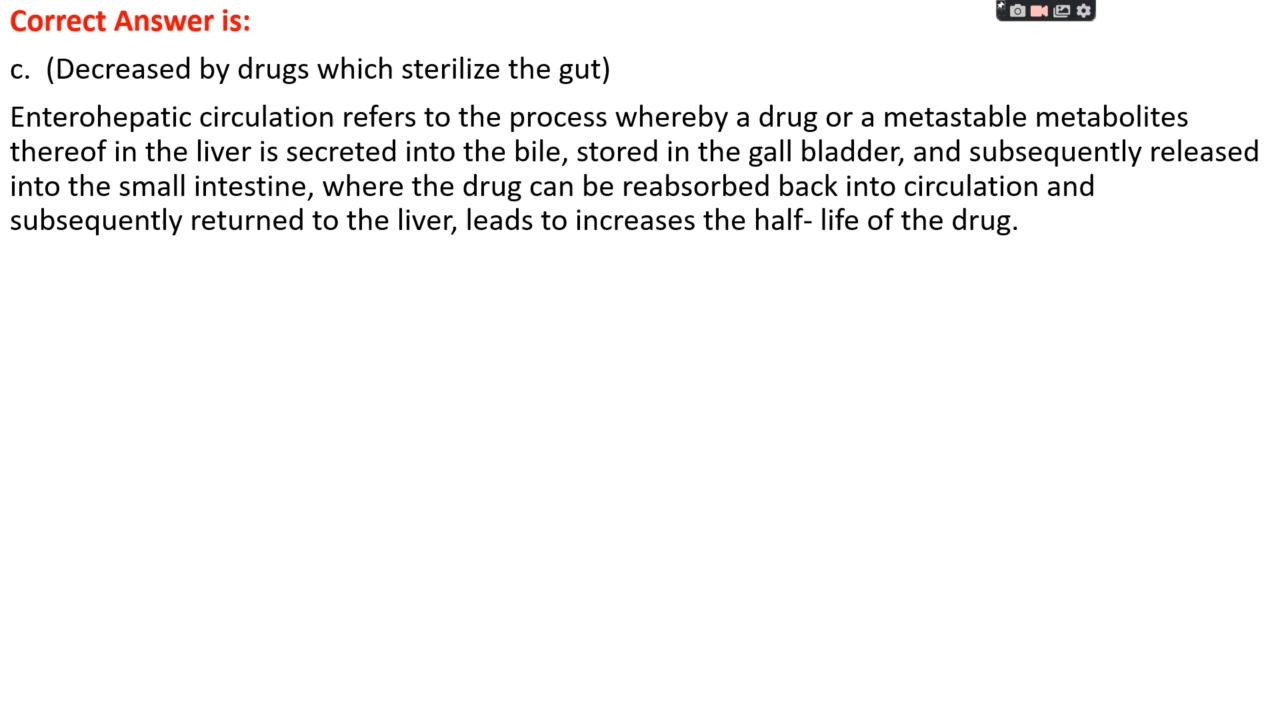 Correct Answer is:
c. (Decreased by drugs which sterilize the gut)
Enterohepatic circulation refers to the process whereby a drug or a metastable metabolites
thereof in the liver is secreted into the bile, stored in the gall bladder, and subsequently released
into the small intestine, where the drug can be reabsorbed back into circulation and
subsequently returned to the liver, leads to increases the half- life of the drug.